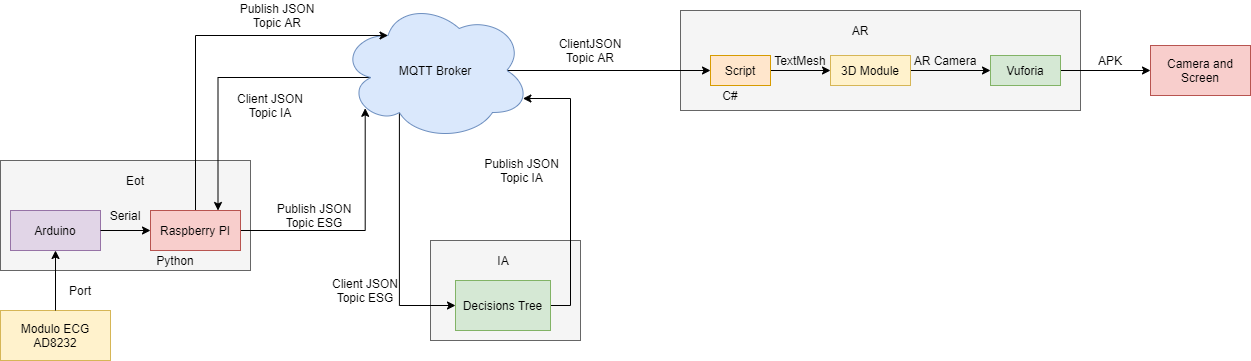 Publish JSON
Topic AR
MQTT Broker
ClientJSON
Topic AR
AR
Script
TextMesh
3D Module
AR Camera
Vuforia
APK
Camera and
Screen
C#
Client JSON
Topic IA
Publish JSON
Topic IA
Eot
Arduino
Serial
Raspberry PI
Python
Publish JSON
Topic ESG
Port
Modulo ECG
AD8232
Client JSON
Topic ESG
IA
Decisions Tree